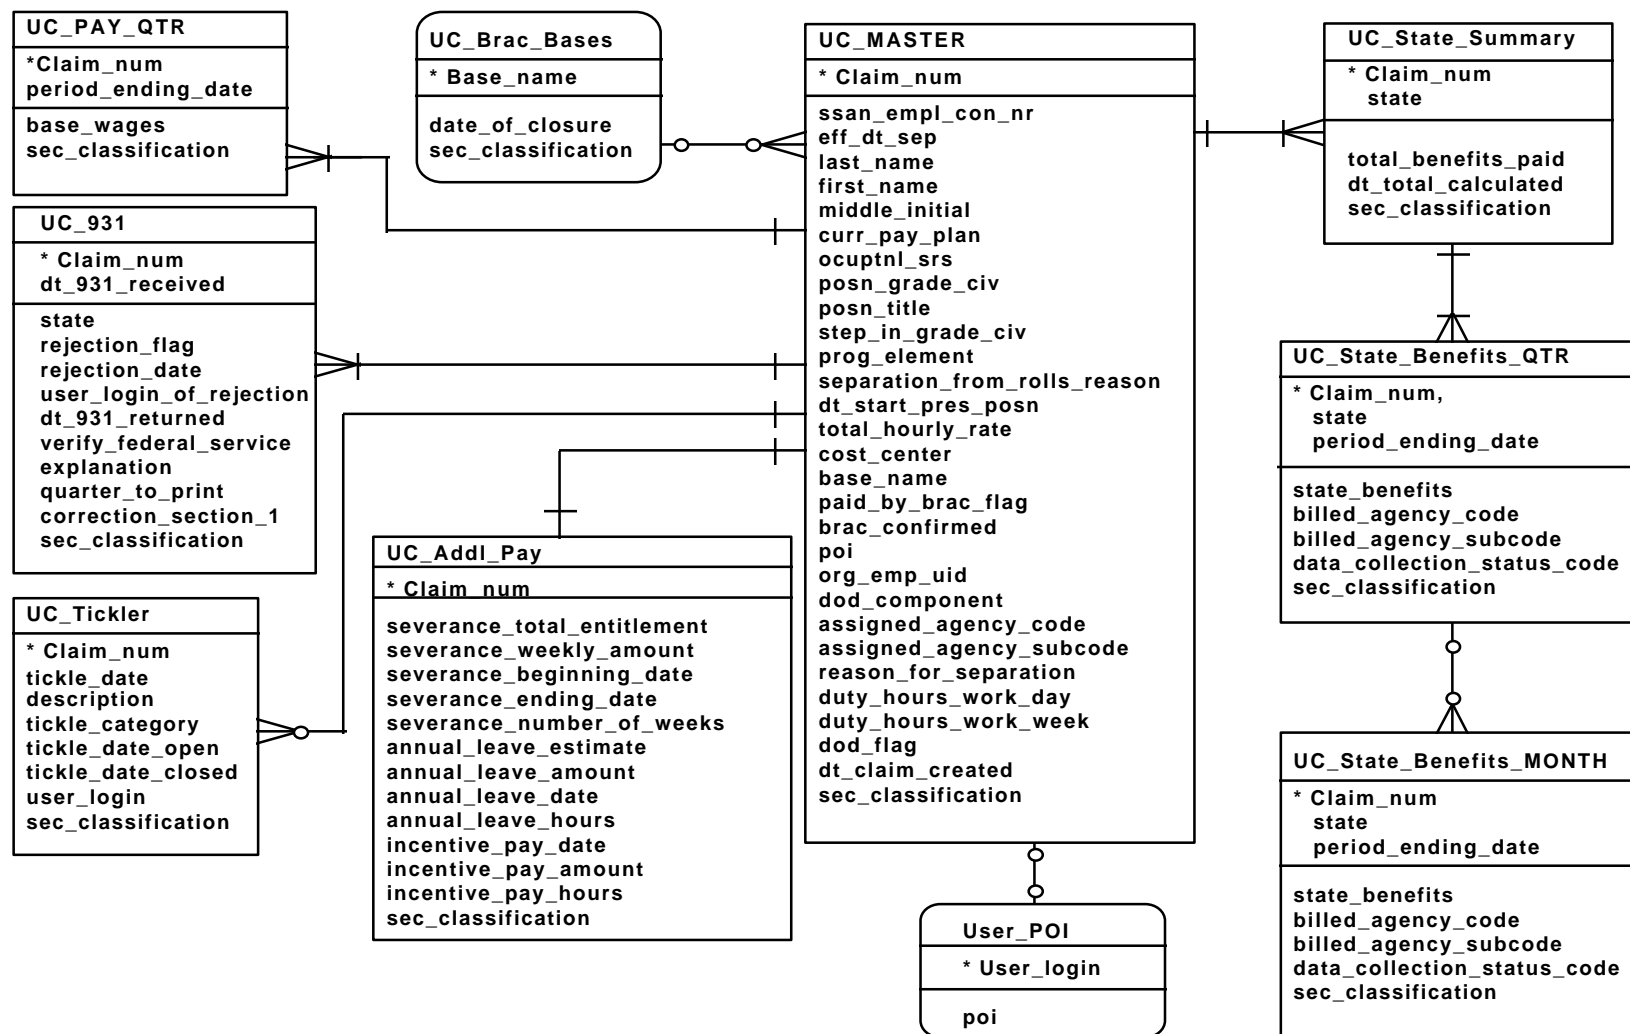 UC_PAY_QTR
*Claim_num
period_ending_date
base_wages
sec_classification
UC_Brac_Bases
* Base_name
date_of_closure
sec_classification
UC_MASTER
* Claim_num
ssan_empl_con_nr
eff_dt_sep
last_name
first_name
middle_initial
curr_pay_plan
ocuptnl_srs
posn_grade_civ
posn_title
step_in_grade_civ
prog_element
separation_from_rolls_reason
dt_start_pres_posn
total_hourly_rate
cost_center
base_name
paid_by_brac_flag
brac_confirmed
poi
org_emp_uid
dod_component
assigned_agency_code
assigned_agency_subcode
reason_for_separation
duty_hours_work_day
duty_hours_work_week
dod_flag
dt_claim_created
sec_classification
UC_State_Summary
* Claim_num
state
total_benefits_paid
dt_total_calculated
sec_classification
UC_931
* Claim_num
dt_931_received
state
rejection_flag
rejection_date
user_login_of_rejection
dt_931_returned
verify_federal_service
explanation
quarter_to_print
correction_section_1
sec_classification
UC_State_Benefits_QTR
* Claim_num,
state
period_ending_date
state_benefits
billed_agency_code
billed_agency_subcode
data_collection_status_code
sec_classification
UC_Addl_Pay
* Claim_num
severance_total_entitlement
severance_weekly_amount
severance_beginning_date
severance_ending_date
severance_number_of_weeks
annual_leave_estimate
annual_leave_amount
annual_leave_date
annual_leave_hours
incentive_pay_date
incentive_pay_amount
incentive_pay_hours
sec_classification
UC_Tickler
* Claim_num
tickle_date
description
tickle_category
tickle_date_open
tickle_date_closed
user_login
sec_classification
UC_State_Benefits_MONTH
* Claim_num
state
period_ending_date
state_benefits
billed_agency_code
billed_agency_subcode
data_collection_status_code
sec_classification
User_POI
* User_login
poi